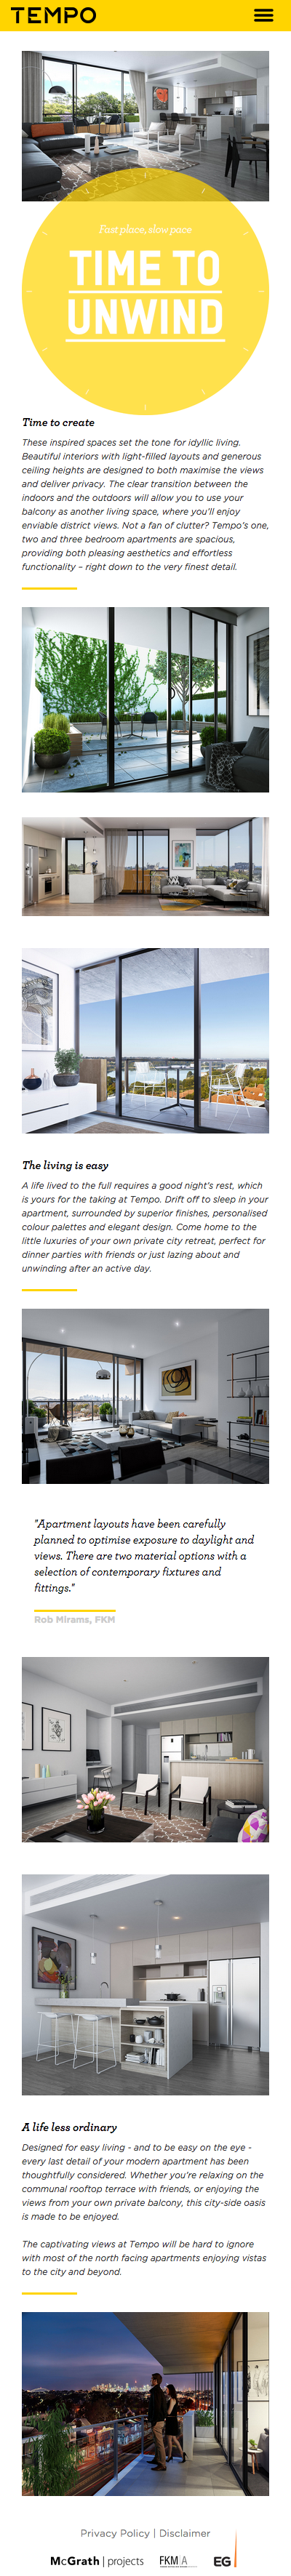 TEMPO
Fast place, slow pace
TIME TO
UNWIND
Time to create
These inspired spaces set the tone for idyllic living.
Beautiful interiors with light-filled layouts and generous
ceiling heights are designed to both maximise the views
and deliver privacy. The clear transition between the
indoors and the outdoors will allow you to use your
balcony as another living space, where you'll enjoy
enviable district views. Not a fan of clutter? Tempo's one,
two and three bedroom apartments are spacious,
providing both pleasing aesthetics and effortless
functionality – right down to the very finest detail.
The living is easy
A life lived to the full requires a good night's rest, which
is yours for the taking at Tempo. Drift off to sleep in your
apartment, surrounded by superior finishes, personalised
colour palettes and elegant design. Come home to the
little luxuries of your own private city retreat, perfect for
dinner parties with friends or just lazing about and
unwinding after an active day.
"Apartment layouts have been carefully
planned to optimise exposure to daylight and
views. There are two material options with a
selection of contemporary fixtures and
fittings."
Rob Mirams, FKM
A life less ordinary
Designed for easy living - and to be easy on the eye -
every last detail of your modern apartment has been
thoughtfully considered. Whether you're relaxing on the
communal rooftop terrace with friends, or enjoying the
views from your own private balcony, this city-side oasis
is made to be enjoyed.
The captivating views at Tempo will be hard to ignore
with most of the north facing apartments enjoying vistas
to the city and beyond.
Privacy Policy | Disclaimer
McGrath | projects FKM|A EG